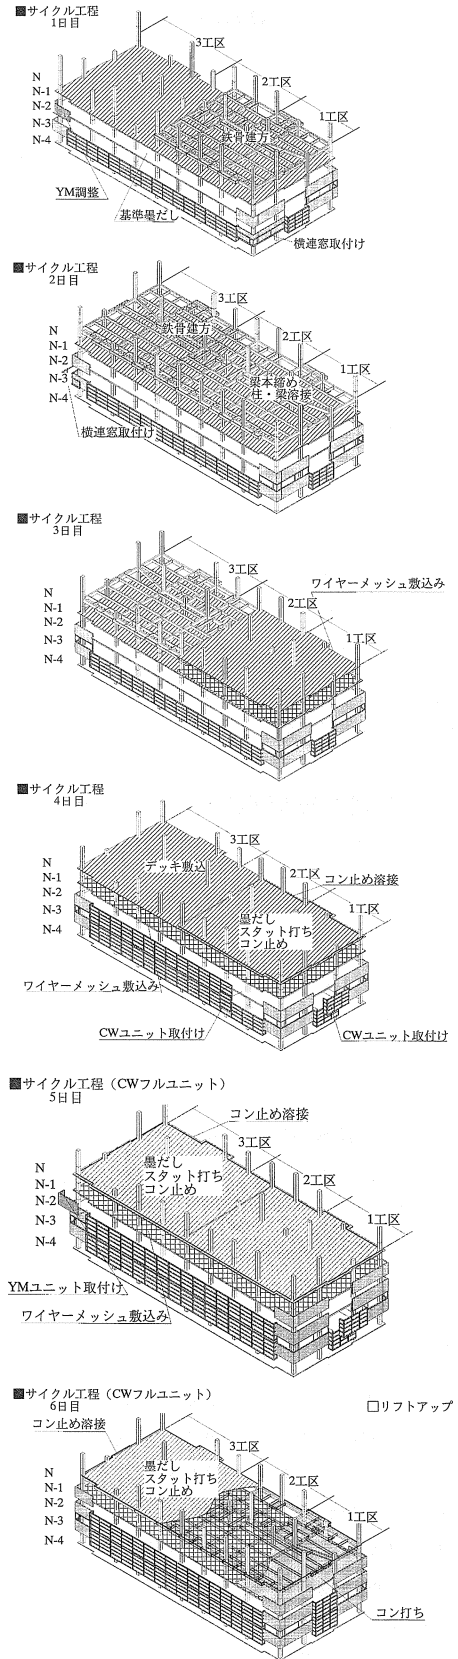 ■サイクル工程
1日目
3工区
2工区
1工区
N
N-1
N-2
N-3
N-4
鉄骨建方
YM調整
基準墨だし
横連窓取付け
■サイクル工程
2日目
3工区
2工区
1工区
N
N-1
N-2
N-3
N-4
鉄骨建方
梁本締め
柱・梁溶接
横連窓取付け
■サイクル工程
3日目
3工区
ワイヤーメッシュ敷込み
2工区
1工区
N
N-1
N-2
N-3
N-4
■サイクル工程
4日目
3工区
2工区
コン止め溶接
1工区
N
N-1
N-2
N-3
N-4
デッキ敷込
墨だし
スタット打ち
コン止め
ワイヤーメッシュ敷込み
CWユニット取付け
CWユニット取付け
■サイクル工程（CWフルユニット）
5日目
コン止め溶接
3工区
2工区
1工区
N
N-1
N-2
N-3
N-4
墨だし
スタット打ち
コン止め
YMユニット取付け
ワイヤーメッシュ敷込み
■サイクル工程（CWフルユニット）
6日目
□リフトアップ
コン止め溶接
3工区
2工区
1工区
N
N-1
N-2
N-3
N-4
墨だし
スタット打ち
コン止め
コン打ち